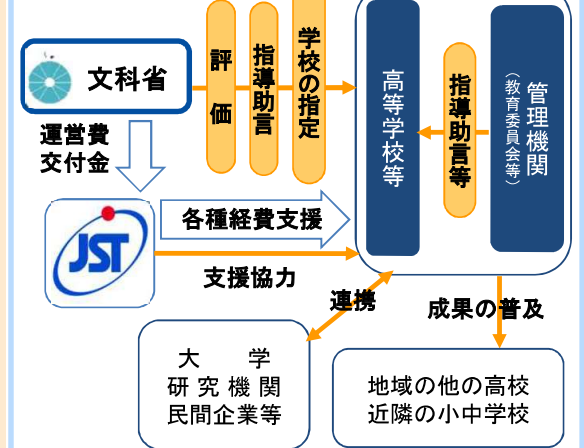 文科省
評価
指導助言
学校の指定
高等学校等
指導助言等
管理機関
（教育委員会等）
運営費
交付金
JST
各種経費支援
支援協力
連携
成果の普及
大　　学
研究機関
民間企業等
地域の他の高校
近隣の小中学校